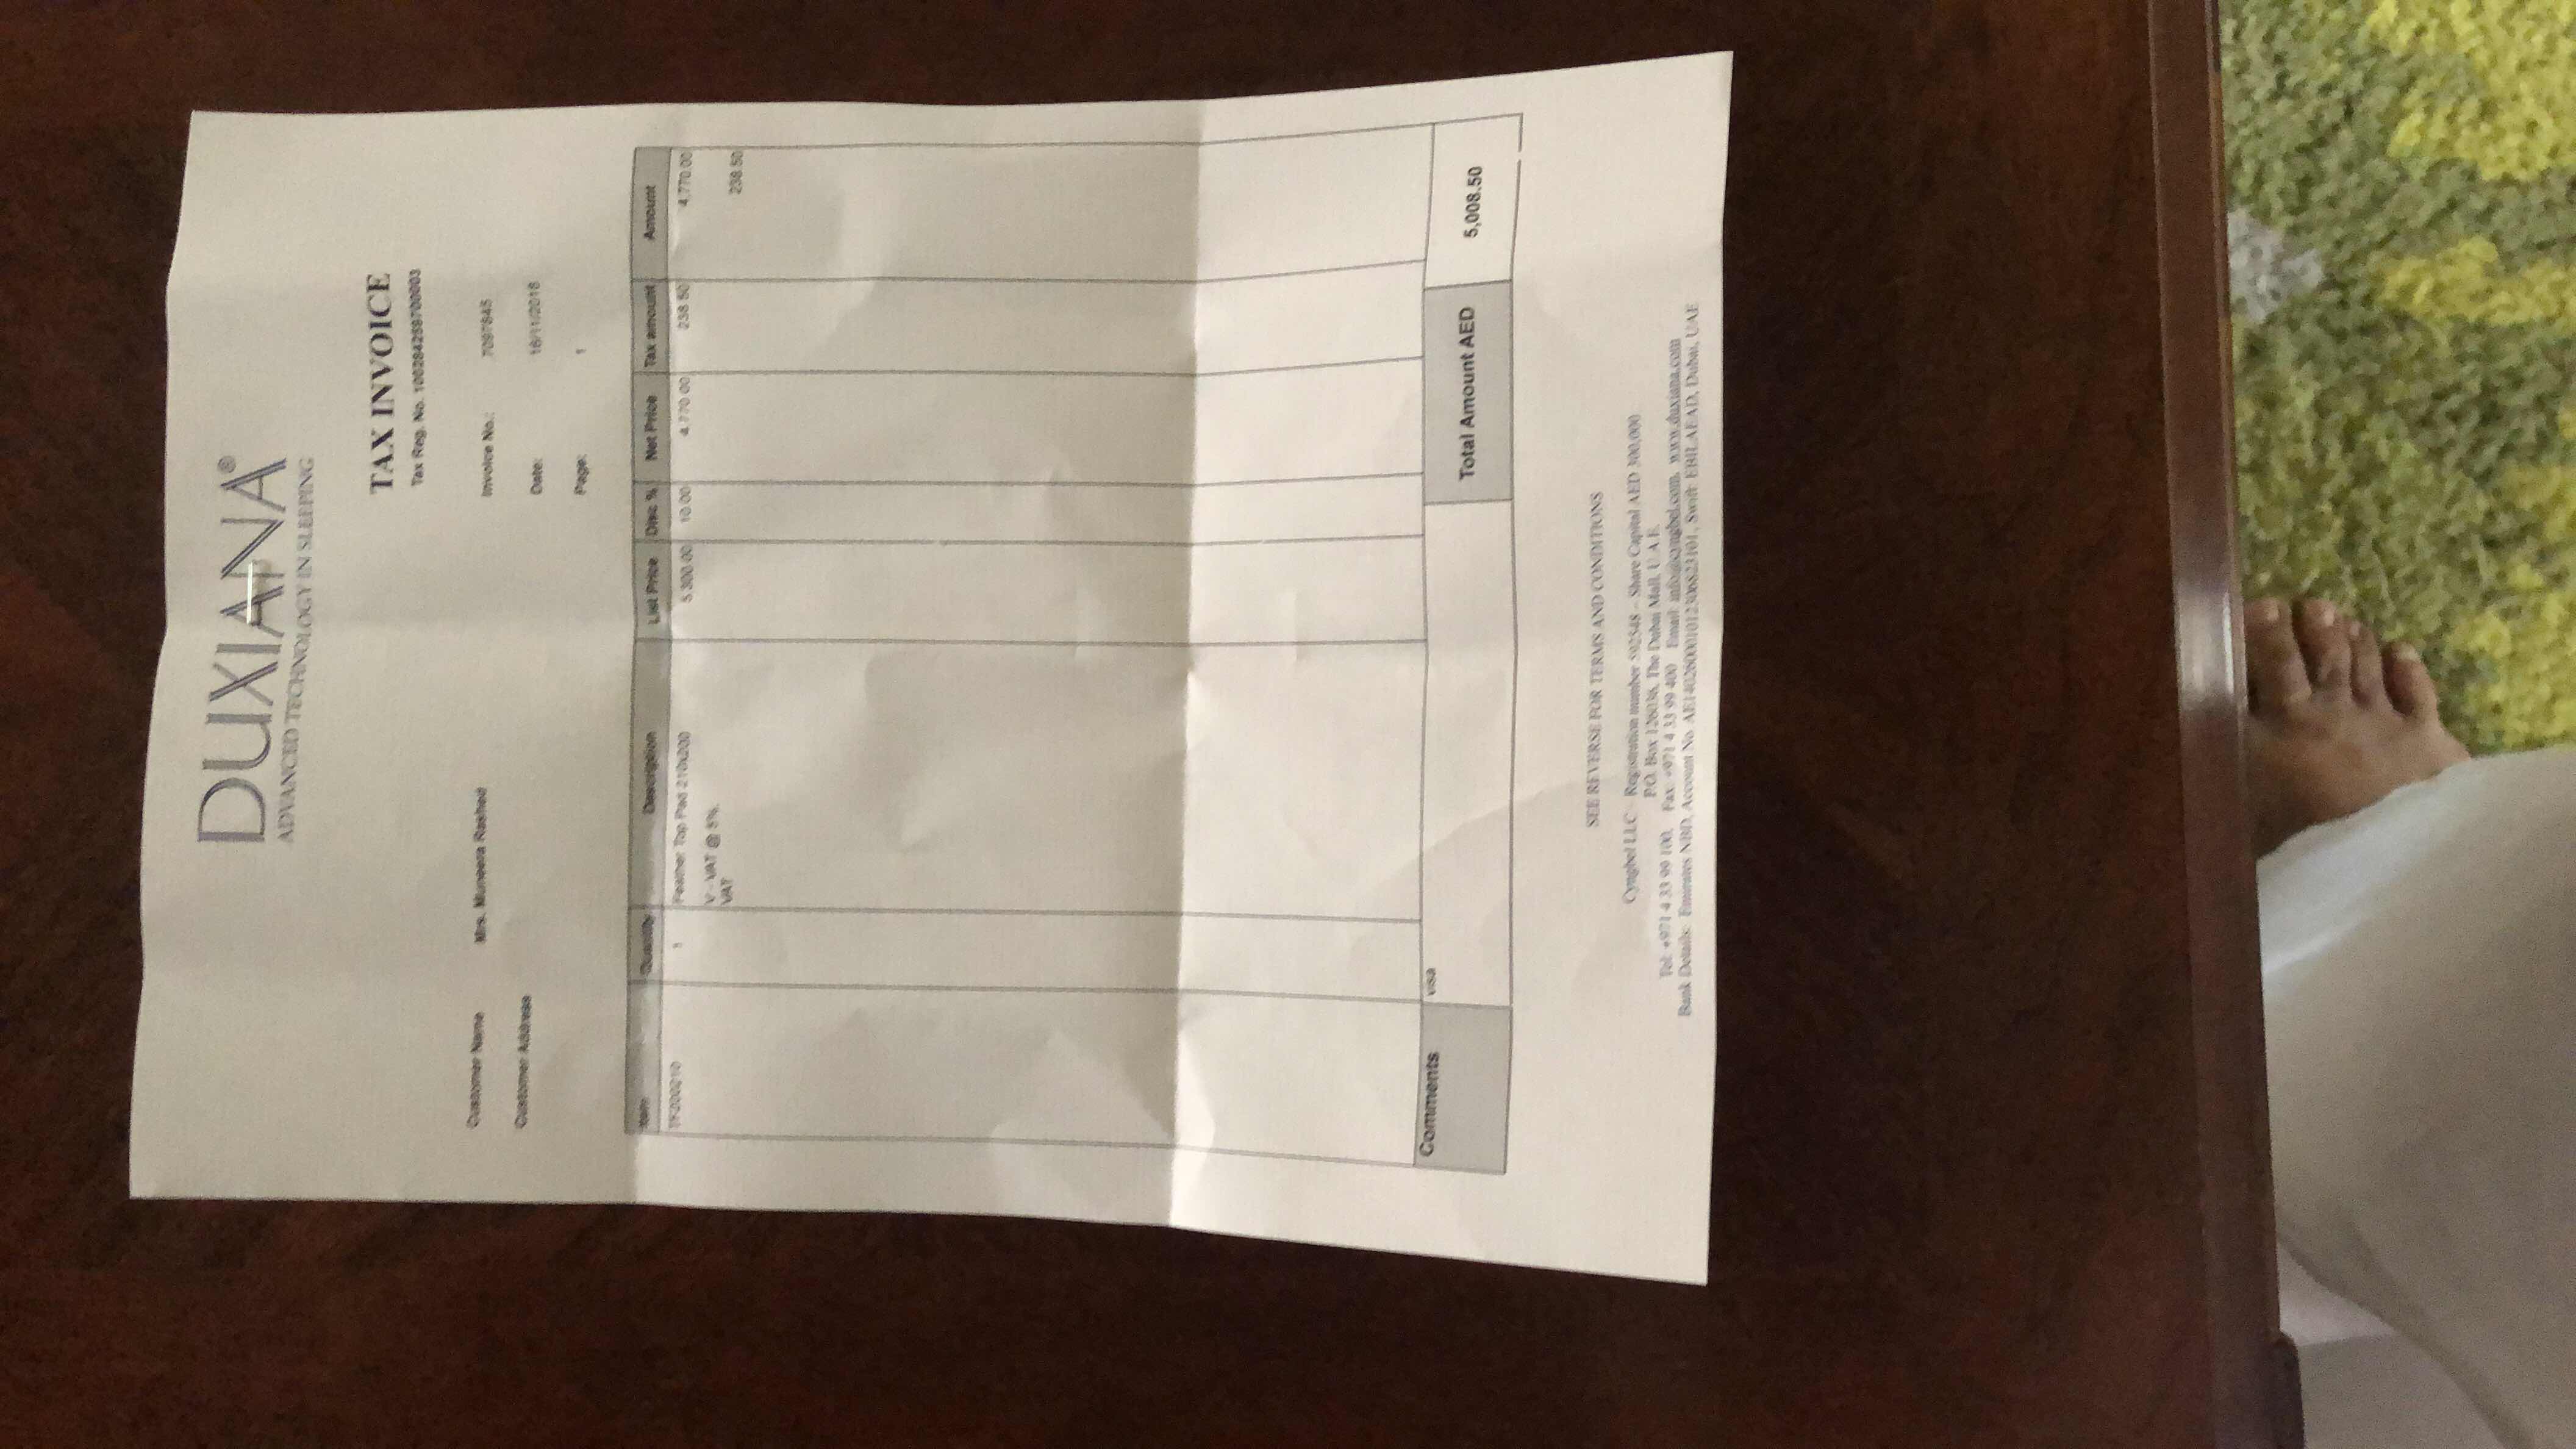 DUXIANA®
ADVANCED TECHNOLOGY IN SLEEPING
TAX INVOICE
Tax Reg. No. 100284258700003
Customer Name Mrs. Muneera Rashed
Invoice No.: 7097845
Customer Address
Date: 16/11/2018
Page: 1
Item Quantity Description List Price Disc % Net Price Tax amount Amount
TF200210 1 Feather Top Pad 210x200 5,300.00 10.00 4,770.00 238.50 4,770.00
V - VAT @ 5%.
VAT 238.50
Comments visa Total Amount AED 5,008.50
SEE REVERSE FOR TERMS AND CONDITIONS
Cyngbel LLC - Registration number 592548 – Share Capital AED 300,000
P.O. Box 126036, The Dubai Mall, U.A.E.
Tel: +971 4 33 99 100, Fax: +971 4 33 99 400 Email: info@cyngbel.com, www.duxiana.com
Bank Details: Emirates NBD, Account No. AE140260001012306823101, Swift: EBILAEAD, Dubai, UAE